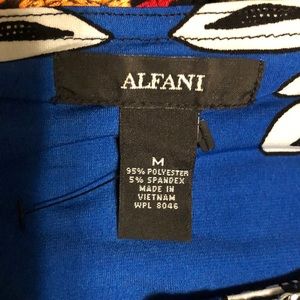 ALFANI
M
95% POLYESTER
5% SPANDEX
MADE IN
VIETNAM
WPL 8046